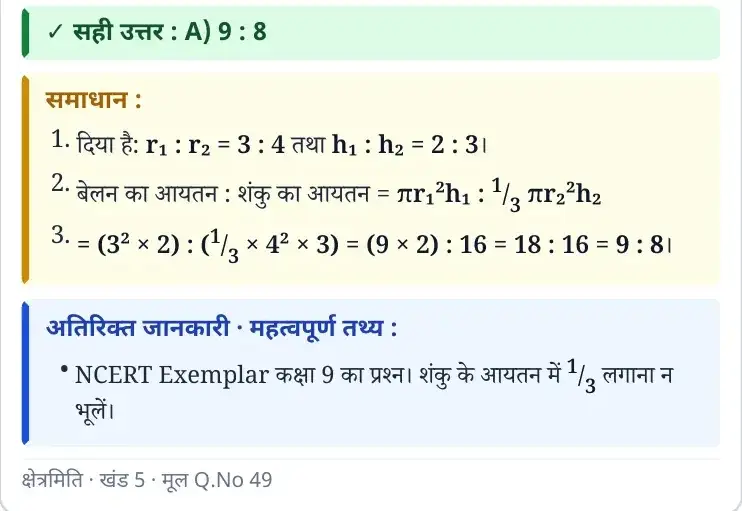 ✓ सही उत्तर : A) 9 : 8
समाधान :
1. दिया है: r₁ : r₂ = 3 : 4 तथा h₁ : h₂ = 2 : 3।
2. बेलन का आयतन : शंकु का आयतन = πr₁²h₁ : ¹/₃ πr₂²h₂
3. = (3² × 2) : (¹/₃ × 4² × 3) = (9 × 2) : 16 = 18 : 16 = 9 : 8।
अतिरिक्त जानकारी · महत्वपूर्ण तथ्य :
• NCERT Exemplar कक्षा 9 का प्रश्न। शंकु के आयतन में ¹/₃ लगाना न
भूलें।
क्षेत्रमिति · खंड 5 · मूल Q.No 49